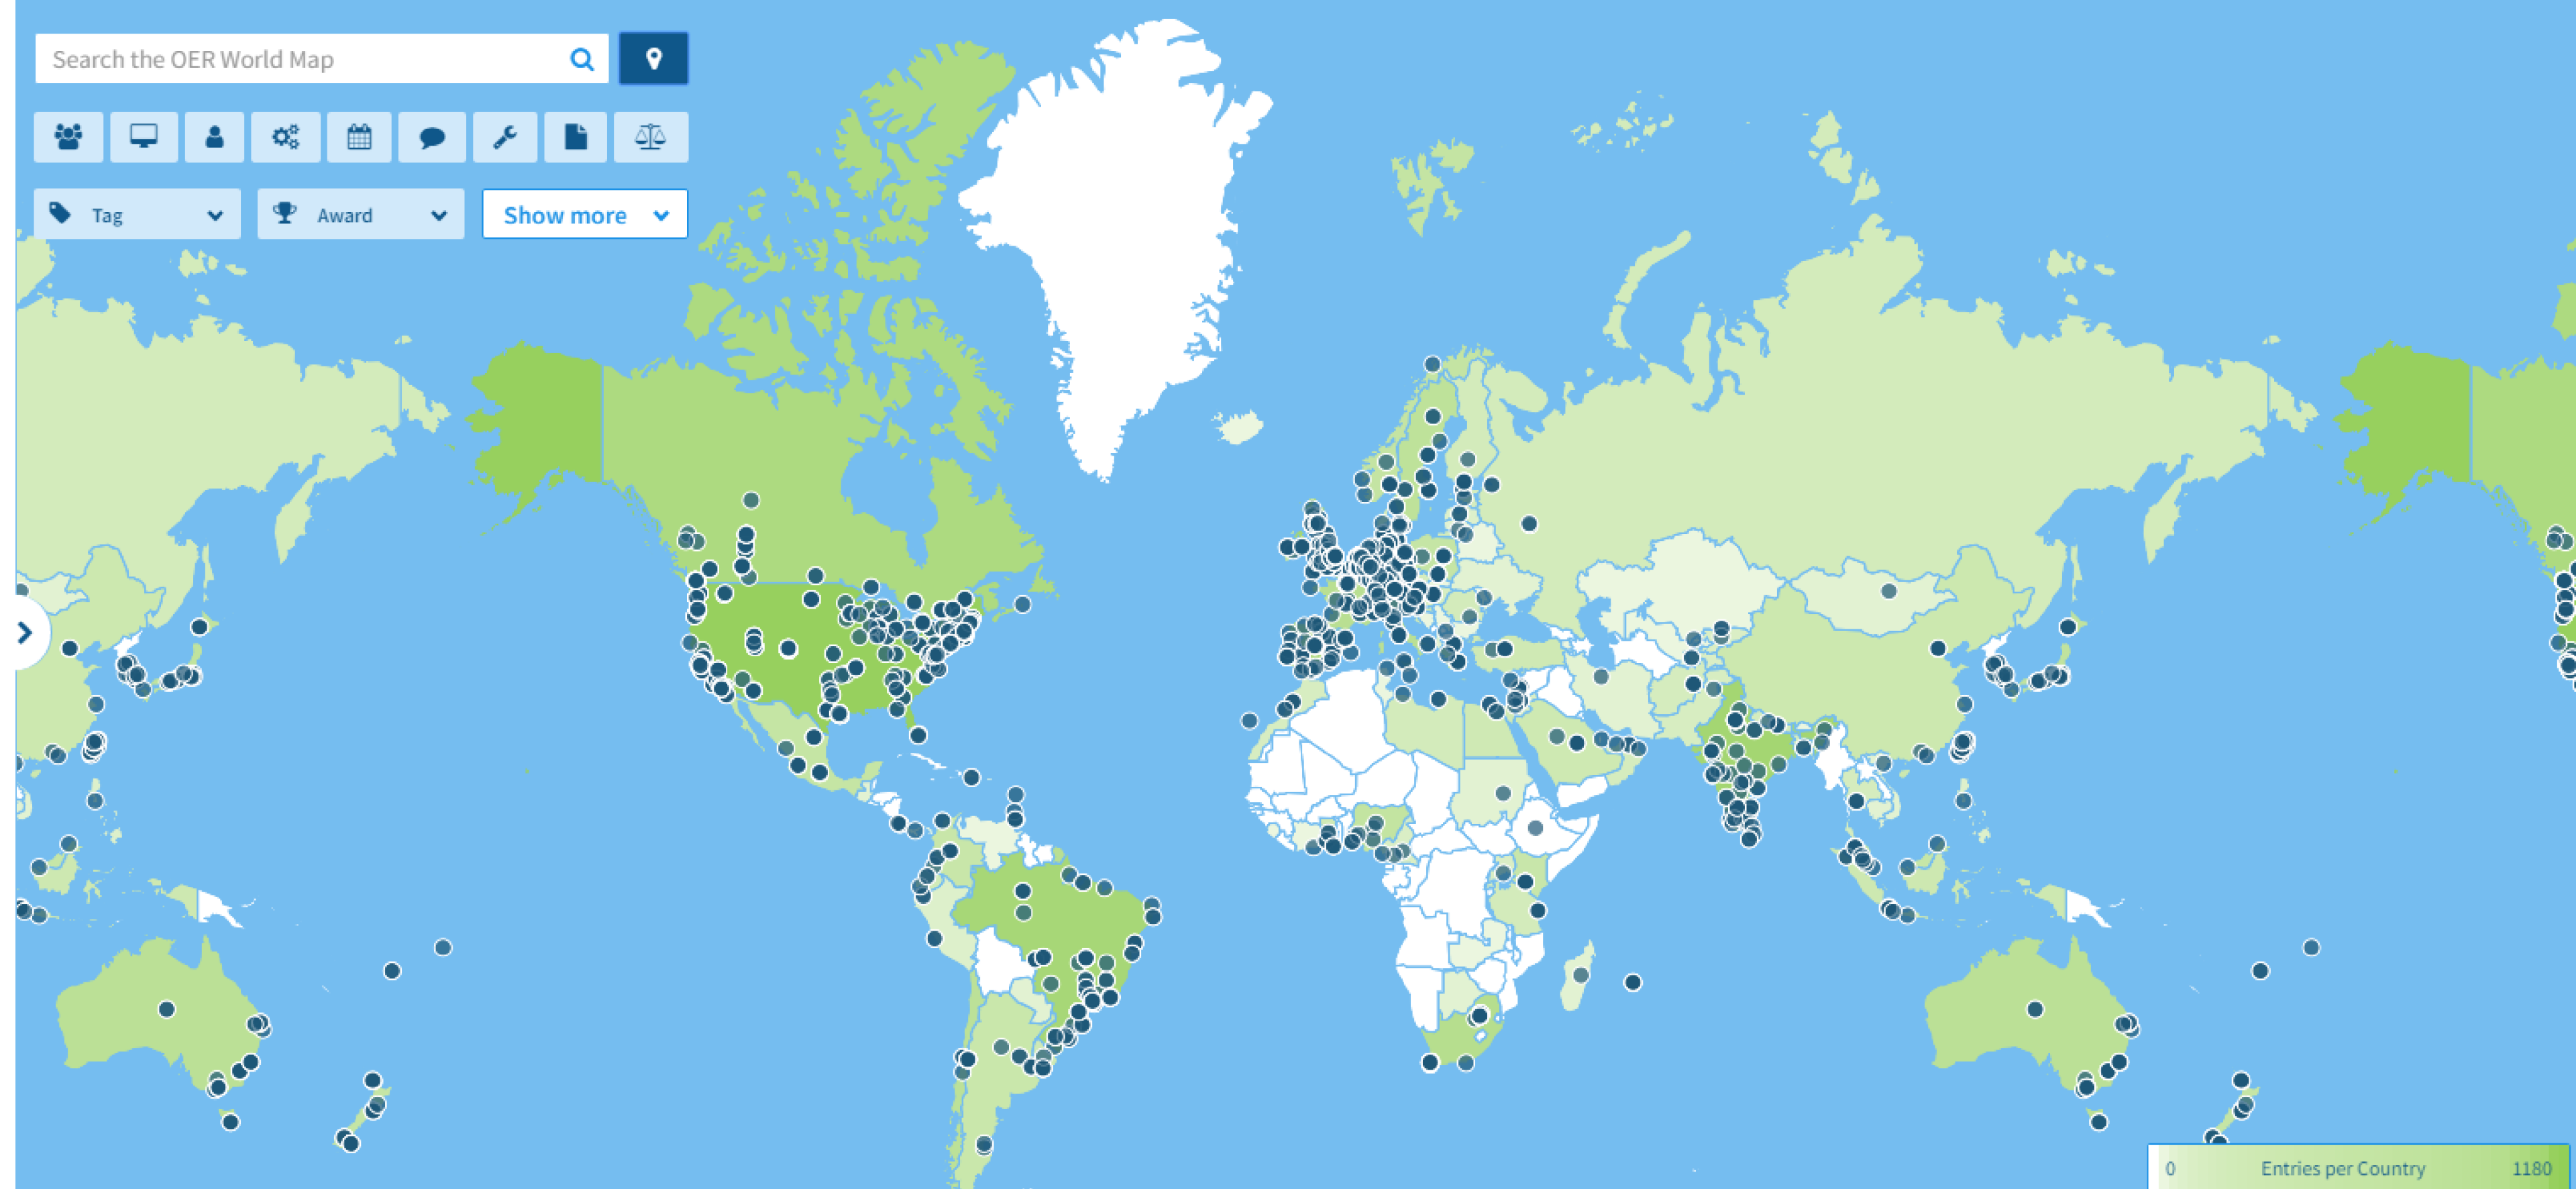 Search the OER World Map
Tag
Award
Show more
0 Entries per Country 1180